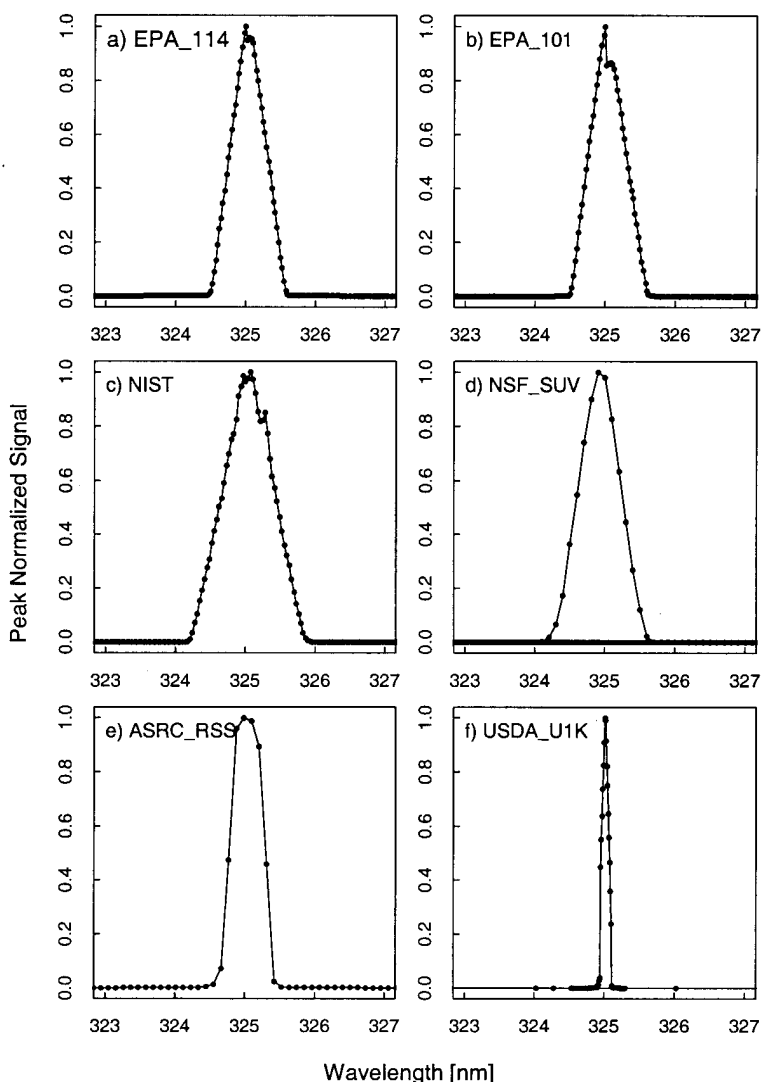 a) EPA_114
1.0
0.8
0.6
0.4
0.2
0.0
323 324 325 326 327
b) EPA_101
1.0
0.8
0.6
0.4
0.2
0.0
323 324 325 326 327
c) NIST
1.0
0.8
0.6
0.4
0.2
0.0
323 324 325 326 327
d) NSF_SUV
1.0
0.8
0.6
0.4
0.2
0.0
323 324 325 326 327
e) ASRC_RSS
1.0
0.8
0.6
0.4
0.2
0.0
323 324 325 326 327
f) USDA_U1K
1.0
0.8
0.6
0.4
0.2
0.0
323 324 325 326 327
Peak Normalized Signal
Wavelength [nm]